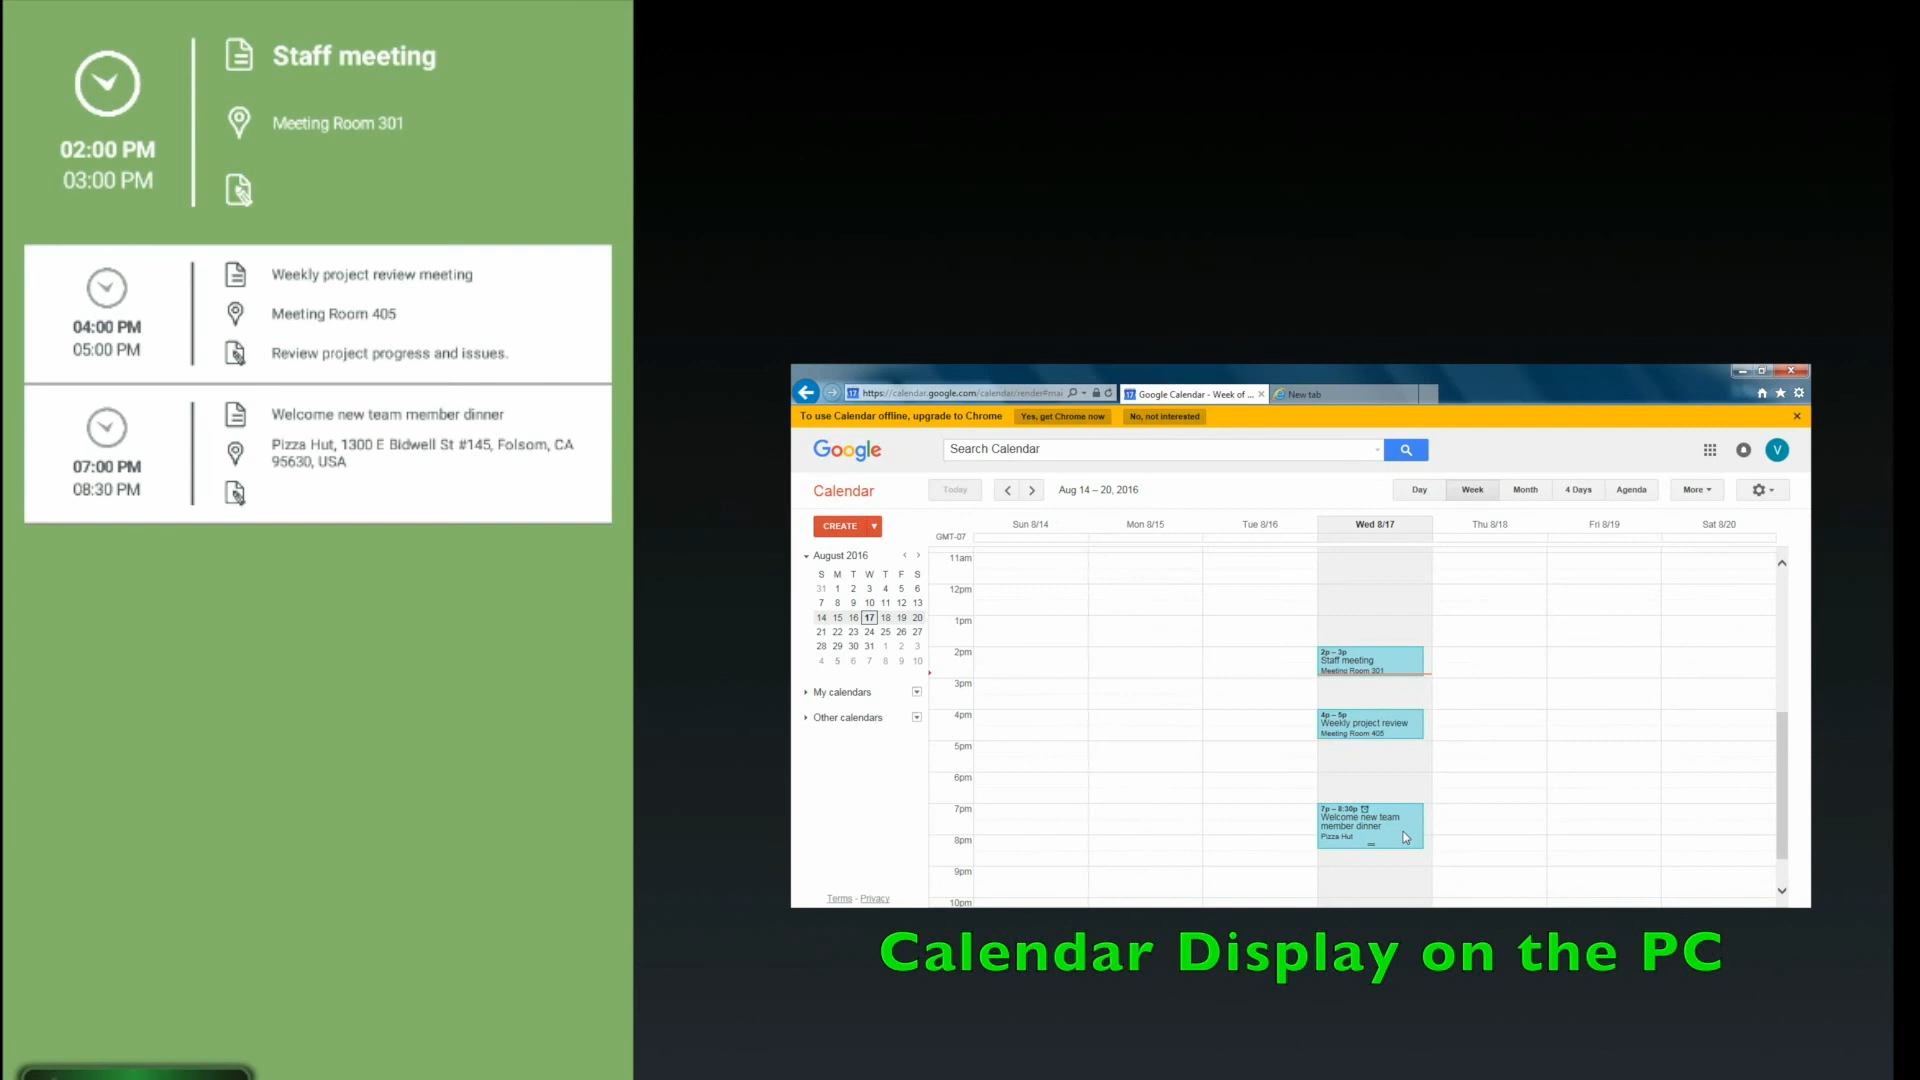 Staff meeting
Meeting Room 301
02:00 PM
03:00 PM
Weekly project review meeting
Meeting Room 405
04:00 PM
05:00 PM
Review project progress and issues.
Welcome new team member dinner
Pizza Hut, 1300 E Bidwell St #145, Folsom, CA
95630, USA
07:00 PM
08:30 PM
17 https://calendar.google.com/calendar/render#mai
17 Google Calendar - Week of ...
New tab
To use Calendar offline, upgrade to Chrome Yes, get Chrome now No, not interested
Google
Search Calendar
V
Calendar
Today
Aug 14 – 20, 2016
Day Week Month 4 Days Agenda More
CREATE
Sun 8/14 Mon 8/15 Tue 8/16 Wed 8/17 Thu 8/18 Fri 8/19 Sat 8/20
GMT-07
August 2016
S M T W T F S
31 1 2 3 4 5 6
7 8 9 10 11 12 13
14 15 16 17 18 19 20
21 22 23 24 25 26 27
28 29 30 31 1 2 3
4 5 6 7 8 9 10
My calendars
Other calendars
Terms - Privacy
11am
12pm
1pm
2pm
3pm
4pm
5pm
6pm
7pm
8pm
9pm
10pm
2p – 3p
Staff meeting
Meeting Room 301
4p – 5p
Weekly project review
Meeting Room 405
7p – 8:30p
Welcome new team
member dinner
Pizza Hut
Calendar Display on the PC